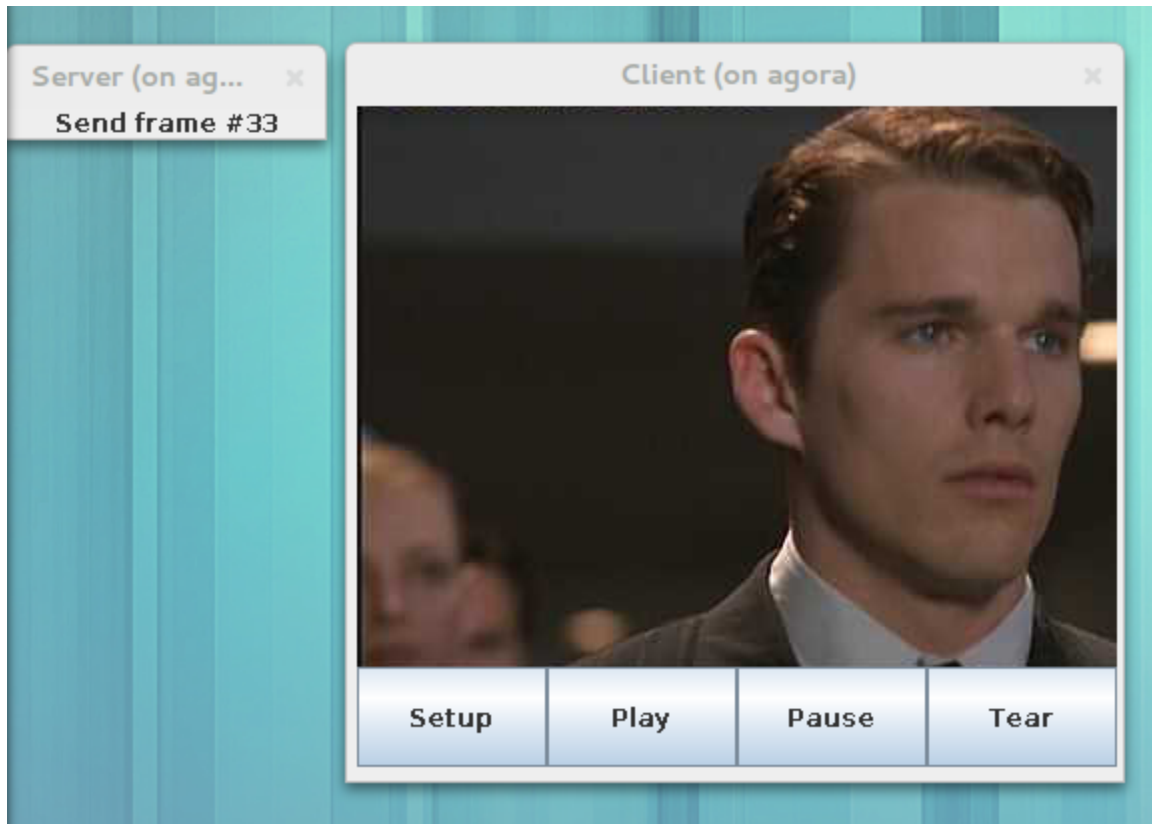 Server (on ag...
Send frame #33
Client (on agora)
Setup
Play
Pause
Tear